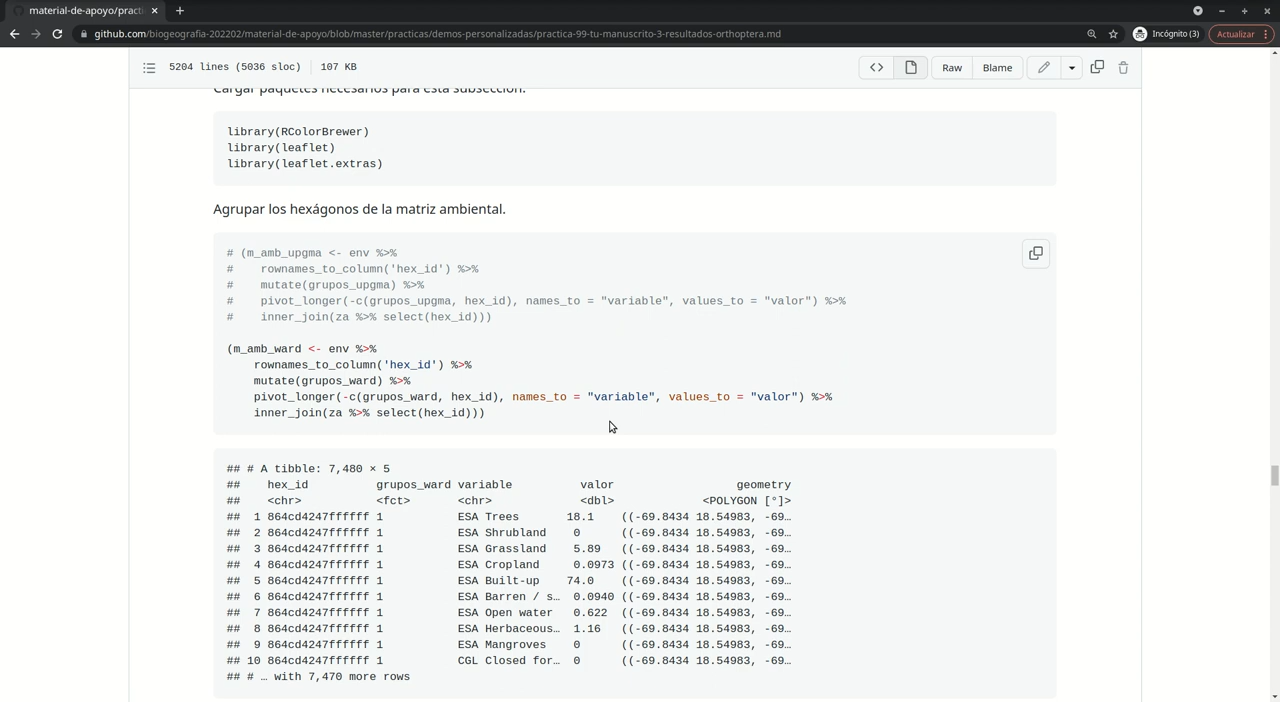 material-de-apoyo/practi
github.com/biogeografia-202202/material-de-apoyo/blob/master/practicas/demos-personalizadas/practica-99-tu-manuscrito-3-resultados-orthoptera.md
Incógnito (3)
Actualizar
5204 lines (5036 sloc) 107 KB
Raw
Blame
Cargar paquetes necesarios para esta subsección.
library(RColorBrewer)
library(leaflet)
library(leaflet.extras)
Agrupar los hexágonos de la matriz ambiental.
# (m_amb_upgma <- env %>%
#    rownames_to_column('hex_id') %>%
#    mutate(grupos_upgma) %>%
#    pivot_longer(-c(grupos_upgma, hex_id), names_to = "variable", values_to = "valor") %>%
#    inner_join(za %>% select(hex_id)))
(m_amb_ward <- env %>%
    rownames_to_column('hex_id') %>%
    mutate(grupos_ward) %>%
    pivot_longer(-c(grupos_ward, hex_id), names_to = "variable", values_to = "valor") %>%
    inner_join(za %>% select(hex_id)))
## # A tibble: 7,480 × 5
##    hex_id          grupos_ward variable          valor                  geometry
##    <chr>           <fct>       <chr>             <dbl>             <POLYGON [°]>
##  1 864cd4247ffffff 1           ESA Trees       18.1    ((-69.8434 18.54983, -69…
##  2 864cd4247ffffff 1           ESA Shrubland    0      ((-69.8434 18.54983, -69…
##  3 864cd4247ffffff 1           ESA Grassland    5.89   ((-69.8434 18.54983, -69…
##  4 864cd4247ffffff 1           ESA Cropland     0.0973 ((-69.8434 18.54983, -69…
##  5 864cd4247ffffff 1           ESA Built-up    74.0    ((-69.8434 18.54983, -69…
##  6 864cd4247ffffff 1           ESA Barren / s…  0.0940 ((-69.8434 18.54983, -69…
##  7 864cd4247ffffff 1           ESA Open water   0.622  ((-69.8434 18.54983, -69…
##  8 864cd4247ffffff 1           ESA Herbaceous…  1.16   ((-69.8434 18.54983, -69…
##  9 864cd4247ffffff 1           ESA Mangroves    0      ((-69.8434 18.54983, -69…
## 10 864cd4247ffffff 1           CGL Closed for…  0      ((-69.8434 18.54983, -69…
## # … with 7,470 more rows